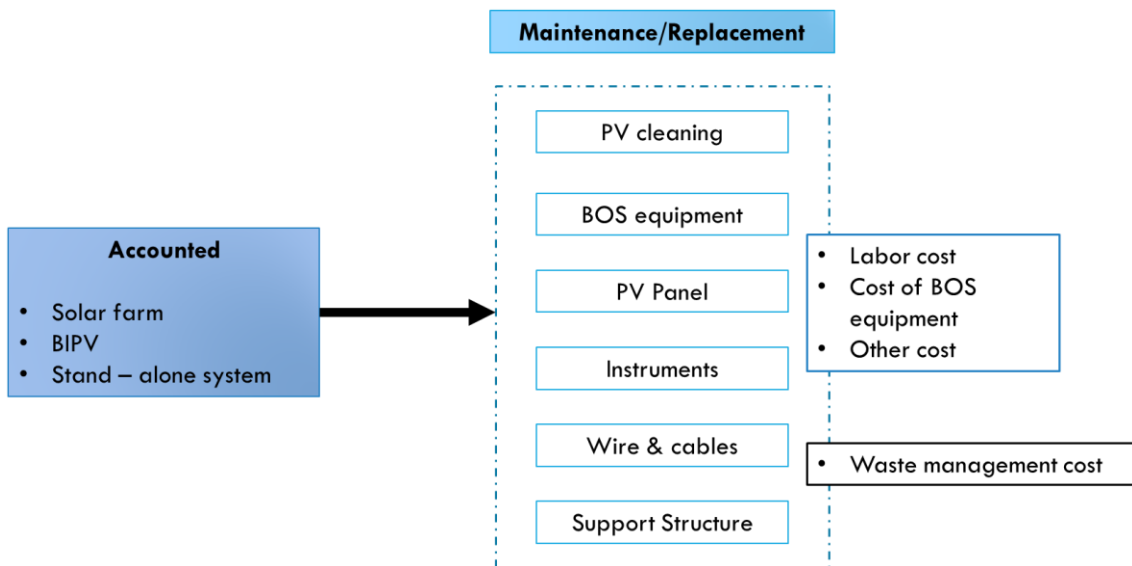 Maintenance/Replacement
PV cleaning
BOS equipment
PV Panel
Instruments
Wire & cables
Support Structure
Accounted
• Solar farm
• BIPV
• Stand – alone system
• Labor cost
• Cost of BOS
equipment
• Other cost
• Waste management cost